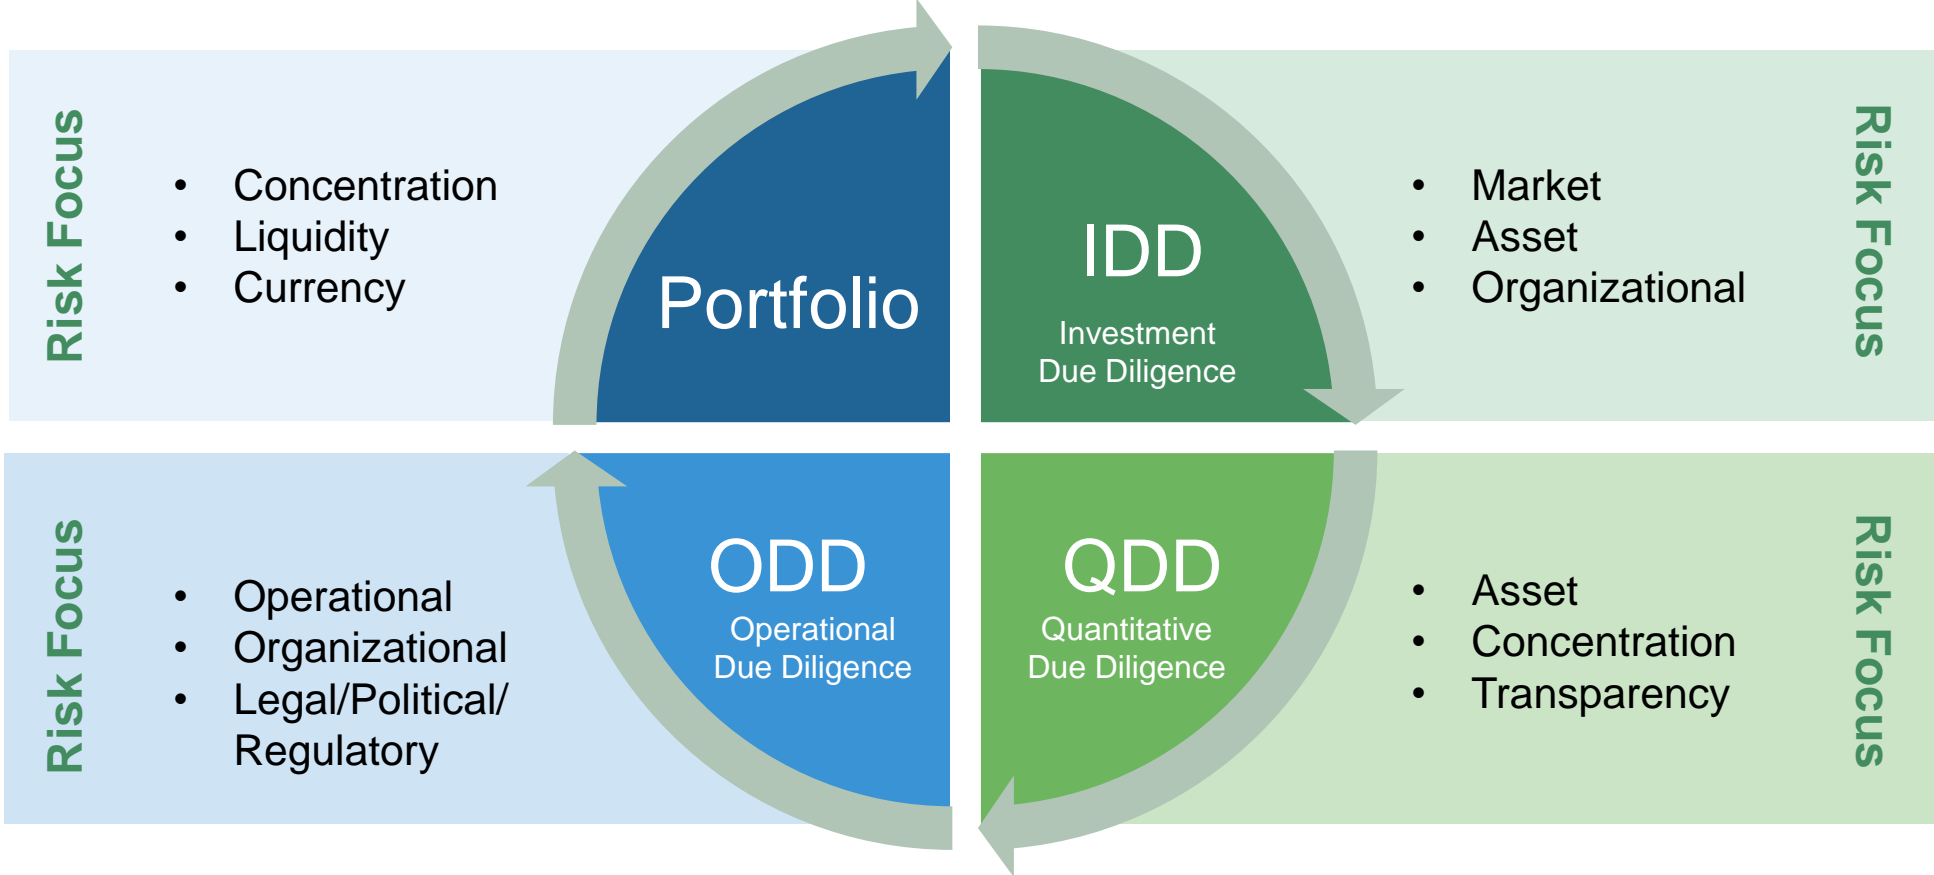 Risk Focus
• Concentration
• Liquidity
• Currency
Portfolio
IDD
Investment
Due Diligence
• Market
• Asset
• Organizational
Risk Focus
Risk Focus
• Operational
• Organizational
• Legal/Political/
Regulatory
ODD
Operational
Due Diligence
QDD
Quantitative
Due Diligence
• Asset
• Concentration
• Transparency
Risk Focus